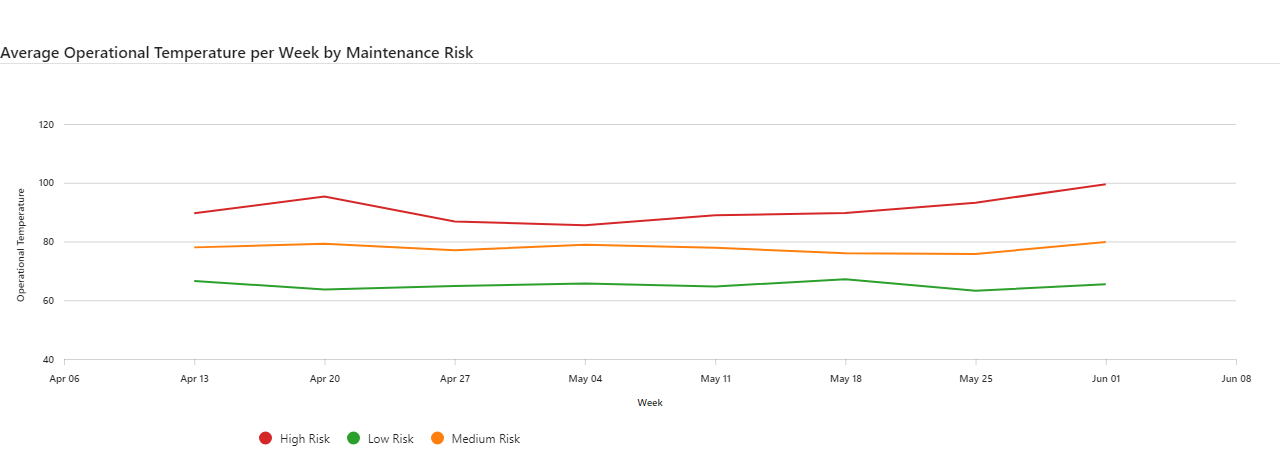 Average Operational Temperature per Week by Maintenance Risk
120
100
80
60
40
Operational Temperature
Apr 06 Apr 13 Apr 20 Apr 27 May 04 May 11 May 18 May 25 Jun 01 Jun 08
Week
High Risk Low Risk Medium Risk